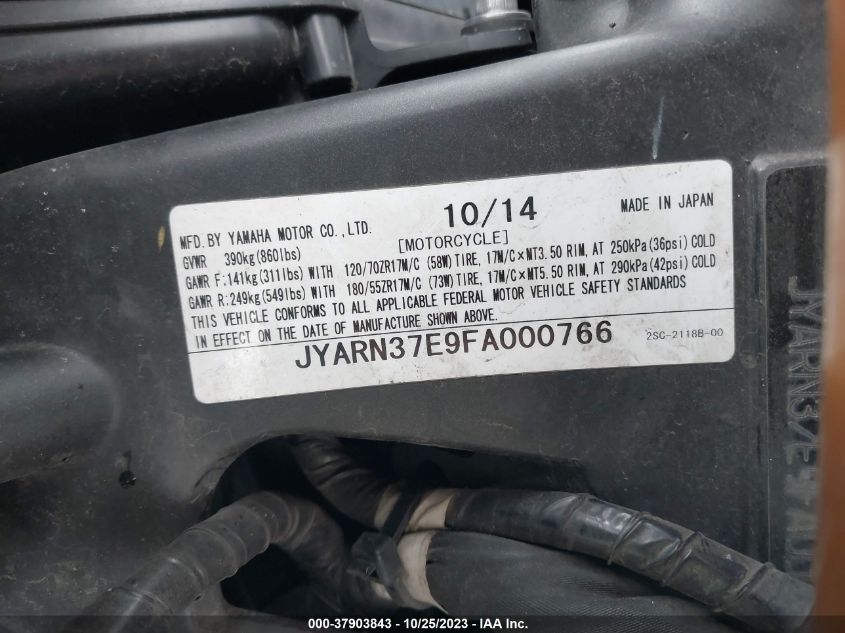 MFD.BY YAMAHA MOTOR CO.,LTD. 10/14 MADE IN JAPAN
GVWR 390kg(860lbs) [MOTORCYCLE]
GAWR F:141kg(311lbs) WITH 120/70ZR17M/C (58W) TIRE, 17M/C×MT3.50 RIM, AT 250kPa(36psi) COLD
GAWR R:249kg(549lbs) WITH 180/55ZR17M/C (73W) TIRE, 17M/C×MT5.50 RIM, AT 290kPa(42psi) COLD
THIS VEHICLE CONFORMS TO ALL APPLICABLE FEDERAL MOTOR VEHICLE SAFETY STANDARDS
IN EFFECT ON THE DATE OF MANUFACTURE SHOWN ABOVE.
JYARN37E9FA000766 2SC-2118B-00
000-37903843 - 10/25/2023 - IAA Inc.